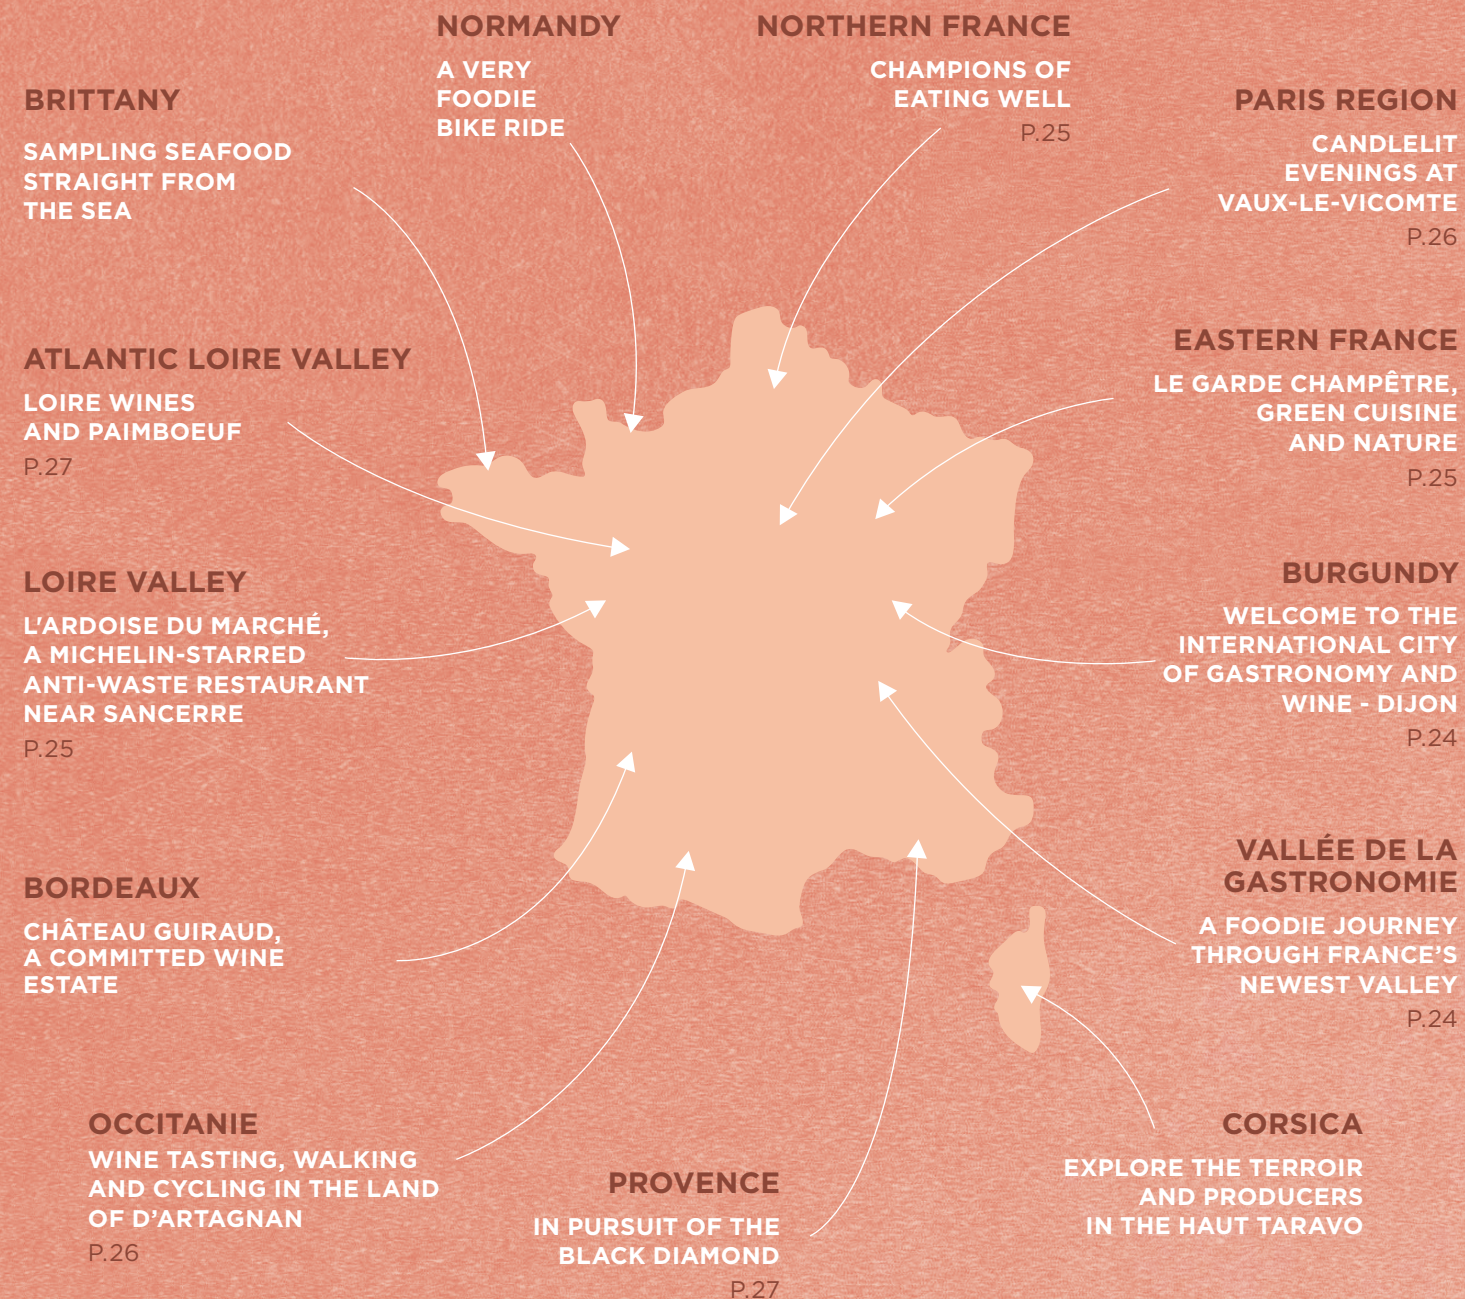 NORMANDY
A VERY
FOODIE
BIKE RIDE
NORTHERN FRANCE
CHAMPIONS OF
EATING WELL
P.25
BRITTANY
SAMPLING SEAFOOD
STRAIGHT FROM
THE SEA
PARIS REGION
CANDLELIT
EVENINGS AT
VAUX-LE-VICOMTE
P.26
ATLANTIC LOIRE VALLEY
LOIRE WINES
AND PAIMBOEUF
P.27
EASTERN FRANCE
LE GARDE CHAMPÊTRE,
GREEN CUISINE
AND NATURE
P.25
LOIRE VALLEY
L'ARDOISE DU MARCHÉ,
A MICHELIN-STARRED
ANTI-WASTE RESTAURANT
NEAR SANCERRE
P.25
BURGUNDY
WELCOME TO THE
INTERNATIONAL CITY
OF GASTRONOMY AND
WINE - DIJON
P.24
BORDEAUX
CHÂTEAU GUIRAUD,
A COMMITTED WINE
ESTATE
VALLÉE DE LA
GASTRONOMIE
A FOODIE JOURNEY
THROUGH FRANCE'S
NEWEST VALLEY
P.24
OCCITANIE
WINE TASTING, WALKING
AND CYCLING IN THE LAND
OF D'ARTAGNAN
P.26
PROVENCE
IN PURSUIT OF THE
BLACK DIAMOND
P.27
CORSICA
EXPLORE THE TERROIR
AND PRODUCERS
IN THE HAUT TARAVO